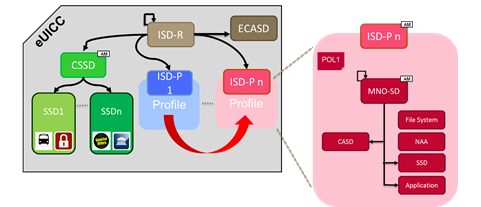 eUICC
ISD-R
ECASD
AM
CSSD
ISD-P
1
ISD-P n
Profile
Profile
SSD1
SSDn
ISD-P n
AM
POL1
AM
MNO-SD
File System
CASD
NAA
SSD
Application